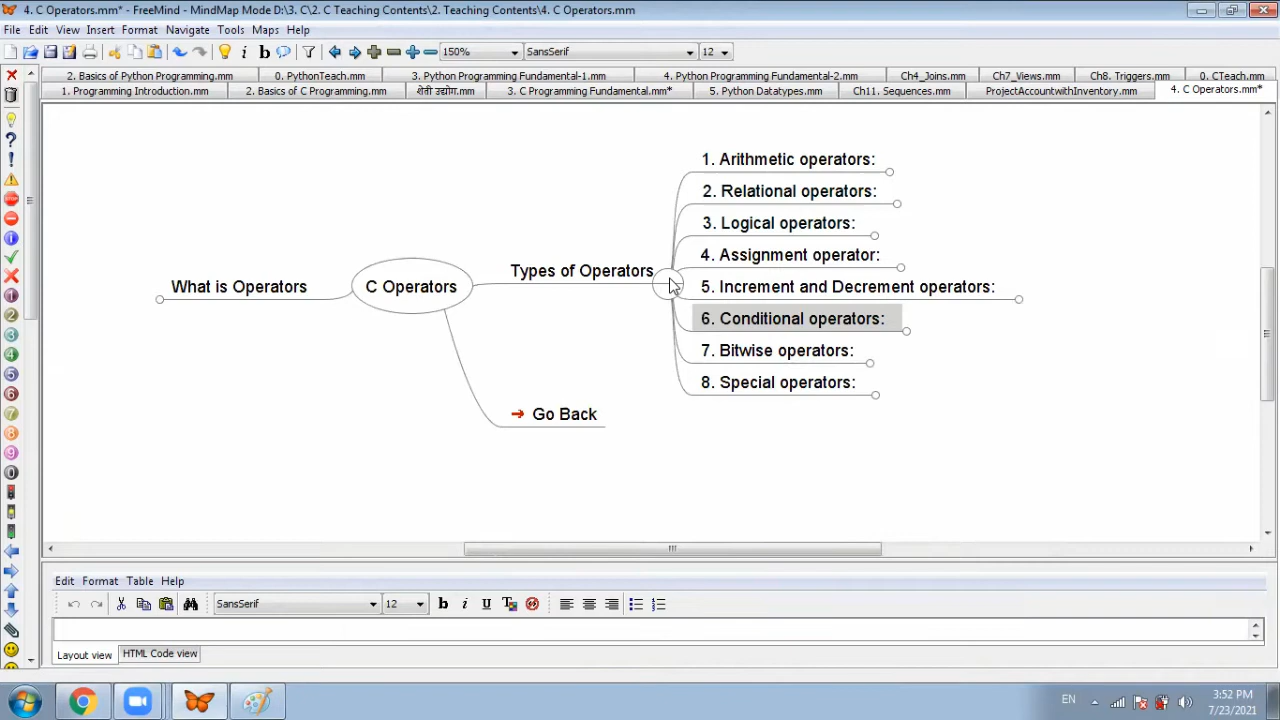 4. C Operators.mm* - FreeMind - MindMap Mode D:\3. C\2. C Teaching Contents\2. Teaching Contents\4. C Operators.mm
File Edit View Insert Format Navigate Tools Maps Help
150% SansSerif 12
2. Basics of Python Programming.mm 0. PythonTeach.mm 3. Python Programming Fundamental-1.mm 4. Python Programming Fundamental-2.mm Ch4_Joins.mm Ch7_Views.mm Ch8. Triggers.mm 0. CTeach.mm
1. Programming Introduction.mm 2. Basics of C Programming.mm शेती उद्योग.mm 3. C Programming Fundamental.mm* 5. Python Datatypes.mm Ch11. Sequences.mm ProjectAccountwithInventory.mm 4. C Operators.mm*
What is Operators
C Operators
Types of Operators
1. Arithmetic operators:
2. Relational operators:
3. Logical operators:
4. Assignment operator:
5. Increment and Decrement operators:
6. Conditional operators:
7. Bitwise operators:
8. Special operators:
Go Back
Edit Format Table Help
SansSerif 12
Layout view HTML Code view
EN
3:52 PM
7/23/2021